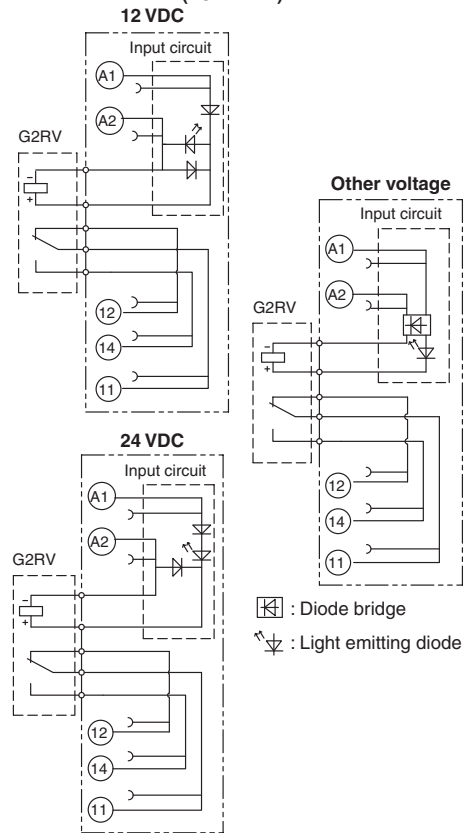 12 VDC
Input circuit
A1
A2
G2RV
–
+
12
14
11
24 VDC
Input circuit
A1
A2
G2RV
–
+
12
14
11
Other voltage
Input circuit
A1
A2
G2RV
–
+
12
14
11
: Diode bridge
: Light emitting diode